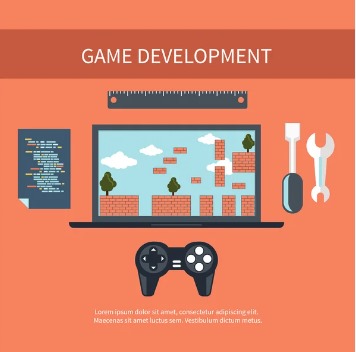 GAME DEVELOPMENT
Lorem ipsum dolor sit amet, consectetur adipiscing elit.
Maecenas sit amet luctus sem. Vestibulum dictum metus.